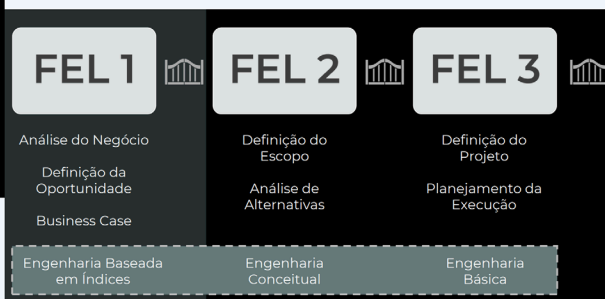 FEL 1
FEL 2
FEL 3
Análise do Negócio
Definição da
Oportunidade
Business Case
Definição do
Escopo
Análise de
Alternativas
Definição do
Projeto
Planejamento da
Execução
Engenharia Baseada
em Índices
Engenharia
Conceitual
Engenharia
Básica